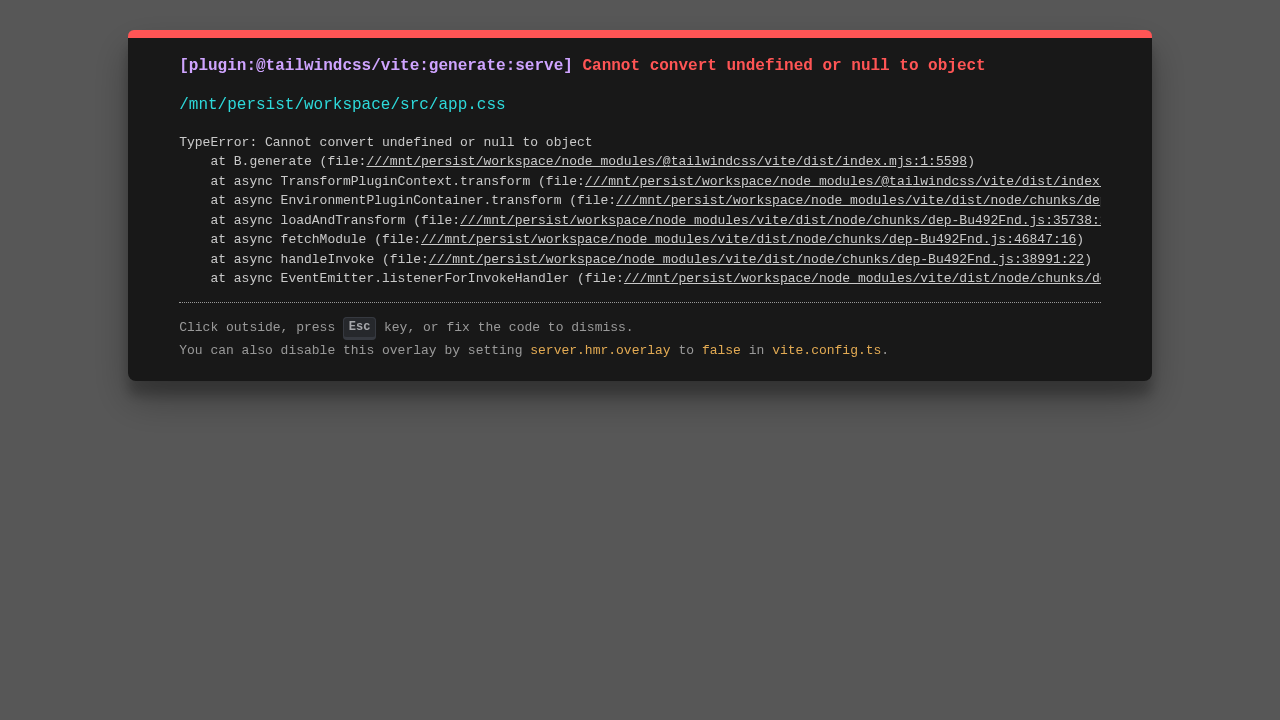 [plugin:@tailwindcss/vite:generate:serve] Cannot convert undefined or null to object
/mnt/persist/workspace/src/app.css
TypeError: Cannot convert undefined or null to object
at B.generate (file:///mnt/persist/workspace/node_modules/@tailwindcss/vite/dist/index.mjs:1:5598)
at async TransformPluginContext.transform (file:///mnt/persist/workspace/node_modules/@tailwindcss/vite/dist/index
at async EnvironmentPluginContainer.transform (file:///mnt/persist/workspace/node_modules/vite/dist/node/chunks/de
at async loadAndTransform (file:///mnt/persist/workspace/node_modules/vite/dist/node/chunks/dep-Bu492Fnd.js:35738:
at async fetchModule (file:///mnt/persist/workspace/node_modules/vite/dist/node/chunks/dep-Bu492Fnd.js:46847:16)
at async handleInvoke (file:///mnt/persist/workspace/node_modules/vite/dist/node/chunks/dep-Bu492Fnd.js:38991:22)
at async EventEmitter.listenerForInvokeHandler (file:///mnt/persist/workspace/node_modules/vite/dist/node/chunks/d
Click outside, press Esc key, or fix the code to dismiss.
You can also disable this overlay by setting server.hmr.overlay to false in vite.config.ts.